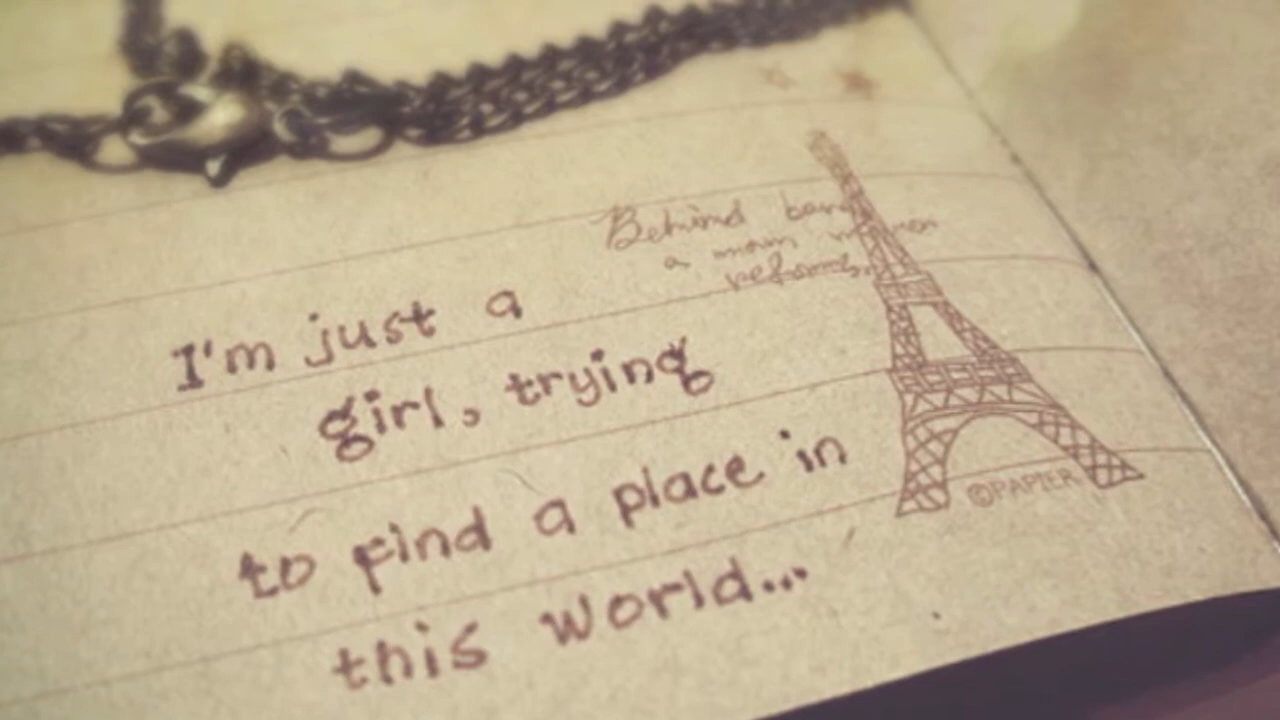 Behind
a
I'm just a
girl, trying
to find a place in
this world...
©PAPIER